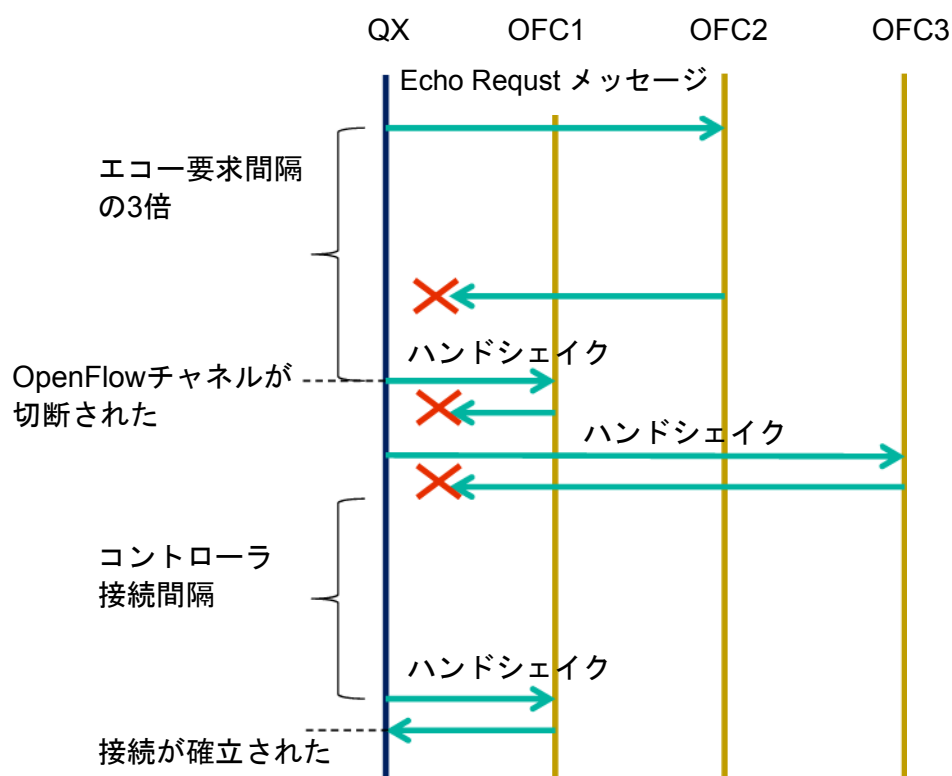 QX OFC1 OFC2 OFC3
Echo Requst メッセージ
エコー要求間隔
の3倍
ハンドシェイク
OpenFlowチャネルが
切断された
ハンドシェイク
コントローラ
接続間隔
ハンドシェイク
接続が確立された